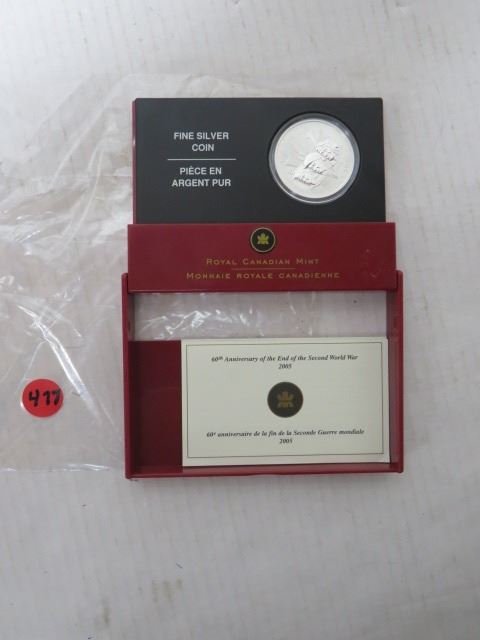 FINE SILVER
COIN
PIÈCE EN
ARGENT PUR
ROYAL CANADIAN MINT
MONNAIE ROYALE CANADIENNE
60th Anniversary of the End of the Second World War
2005
60e anniversaire de la fin de la Seconde Guerre mondiale
2005
477